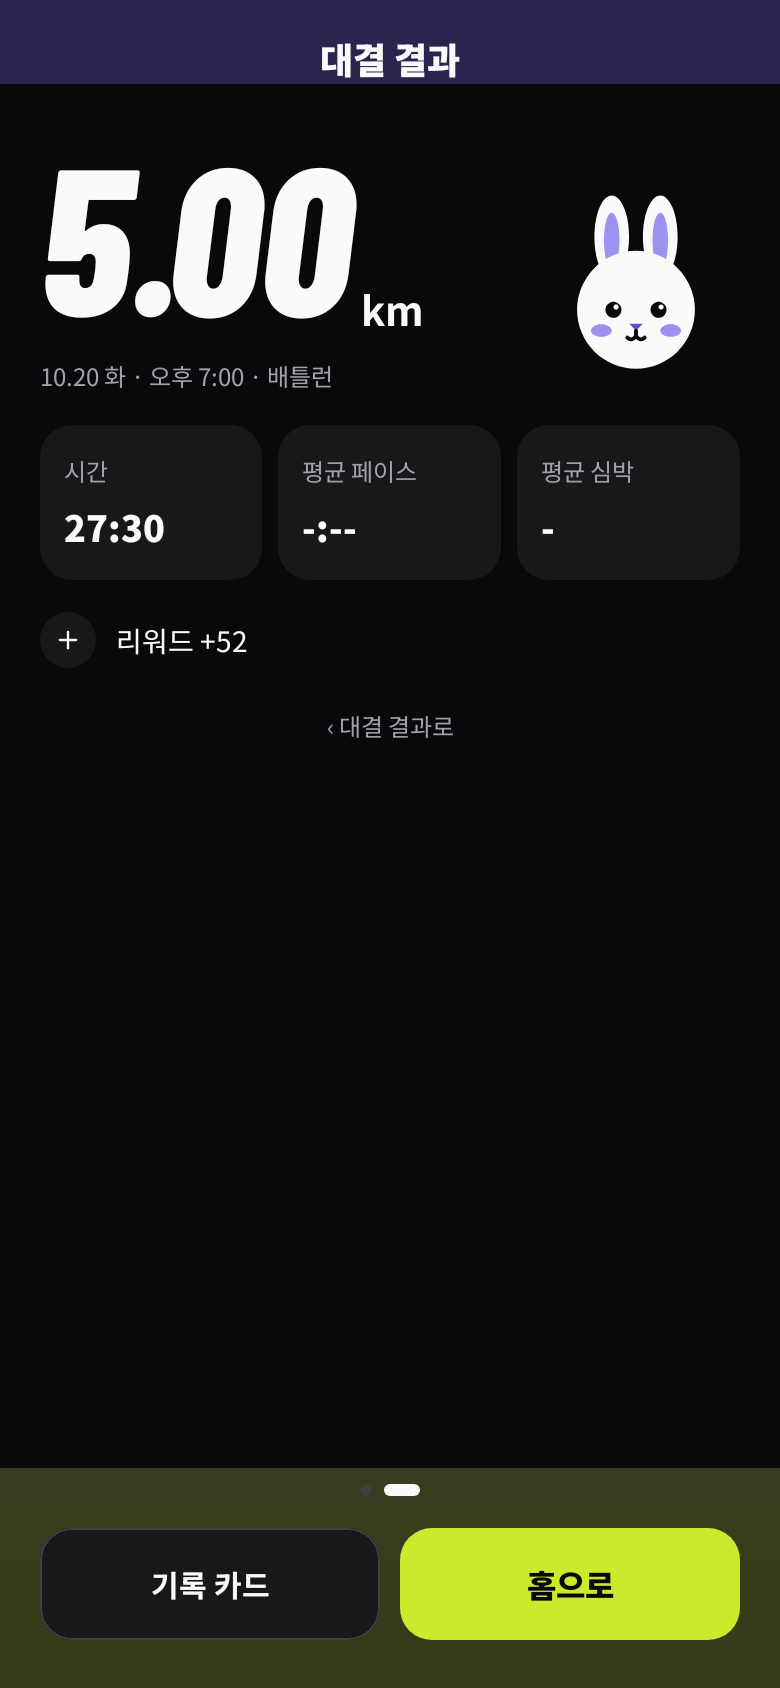 대결 결과
5.00 km
10.20 화 · 오후 7:00 · 배틀런
시간
27:30
평균 페이스
-:--
평균 심박
-
+ 리워드 +52
‹ 대결 결과로
기록 카드
홈으로